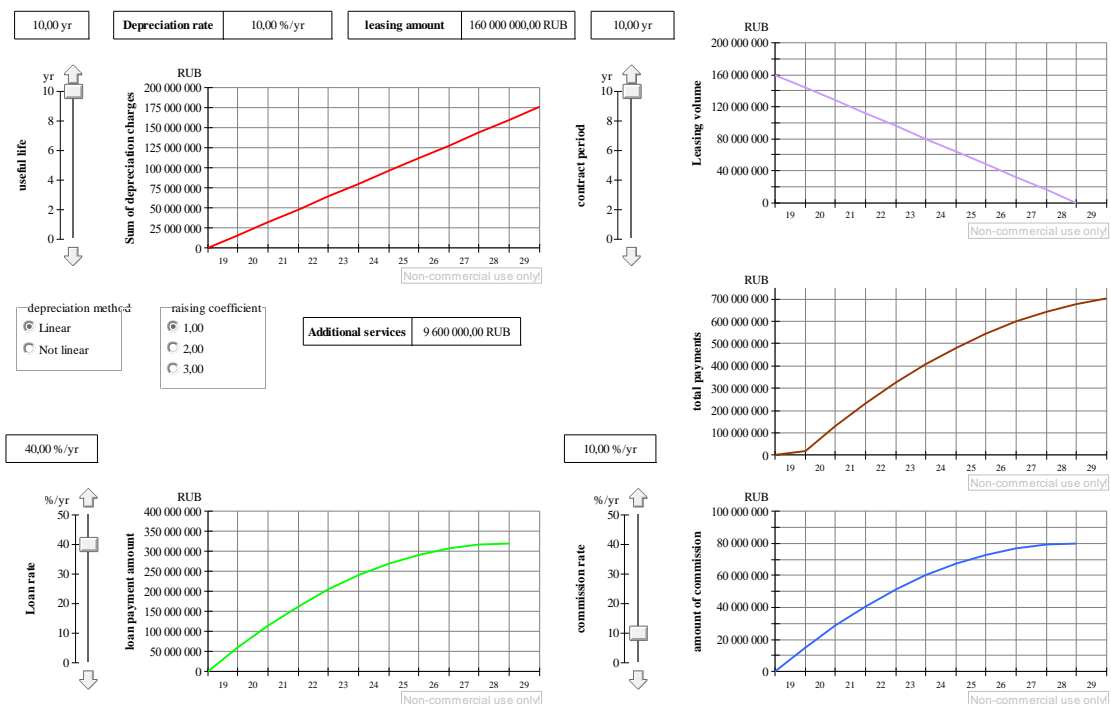 10,00 yr
Depreciation rate 10,00 %/yr
leasing amount 160 000 000,00 RUB
10,00 yr
yr
10
8
6
4
2
0
useful life
RUB
200 000 000
175 000 000
150 000 000
125 000 000
100 000 000
75 000 000
50 000 000
25 000 000
0
Sum of depreciation charges
19 20 21 22 23 24 25 26 27 28 29
Non-commercial use only!
yr
10
8
6
4
2
0
contract period
RUB
200 000 000
160 000 000
120 000 000
80 000 000
40 000 000
0
Leasing volume
19 20 21 22 23 24 25 26 27 28 29
Non-commercial use only!
depreciation method
Linear
Not linear
raising coefficient
1,00
2,00
3,00
Additional services 9 600 000,00 RUB
RUB
700 000 000
600 000 000
500 000 000
400 000 000
300 000 000
200 000 000
100 000 000
0
total payments
19 20 21 22 23 24 25 26 27 28 29
Non-commercial use only!
40,00 %/yr
%/yr
50
40
30
20
10
0
Loan rate
RUB
400 000 000
350 000 000
300 000 000
250 000 000
200 000 000
150 000 000
100 000 000
50 000 000
0
loan payment amount
19 20 21 22 23 24 25 26 27 28 29
Non-commercial use only!
10,00 %/yr
%/yr
50
40
30
20
10
0
commission rate
RUB
100 000 000
80 000 000
60 000 000
40 000 000
20 000 000
0
amount of commission
19 20 21 22 23 24 25 26 27 28 29
Non-commercial use only!